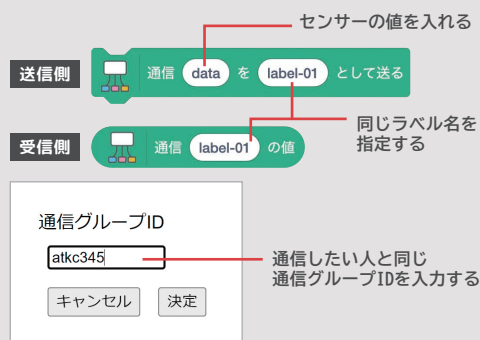 センサーの値を入れる
送信側
通信 data を label-01 として送る
同じラベル名を
指定する
受信側
通信 label-01 の値
通信グループID
atkc345
通信したい人と同じ
通信グループIDを入力する
キャンセル 決定